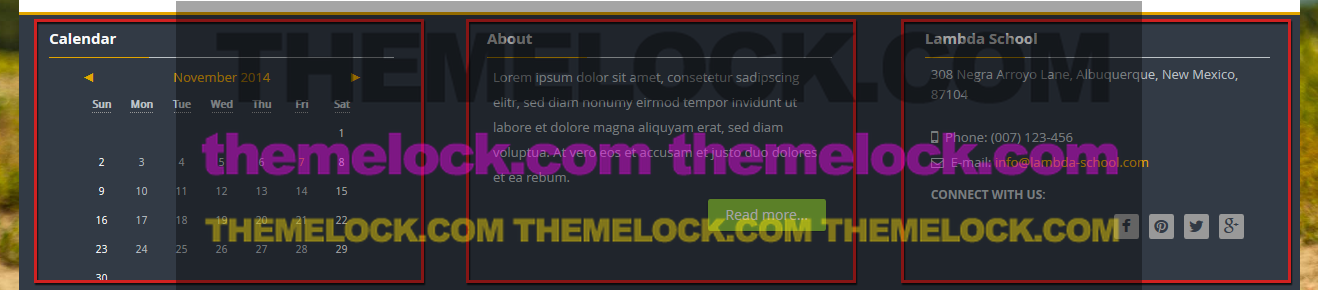 THEMELOCK.COM
Calendar
November 2014
Sun Mon Tue Wed Thu Fri Sat
1
2 3 4 5 6 7 8
9 10 11 12 13 14 15
16 17 18 19 20 21 22
23 24 25 26 27 28 29
30
About
Lorem ipsum dolor sit amet, consetetur sadipscing
elitr, sed diam nonumy eirmod tempor invidunt ut
labore et dolore magna aliquyam erat, sed diam
voluptua. At vero eos et accusam et justo duo dolores
et ea rebum.
Read more...
Lambda School
308 Negra Arroyo Lane, Albuquerque, New Mexico,
87104
Phone: (007) 123-456
E-mail: info@lambda-school.com
CONNECT WITH US:
themelock.com themelock.com
THEMELOCK.COM THEMELOCK.COM THEMELOCK.COM